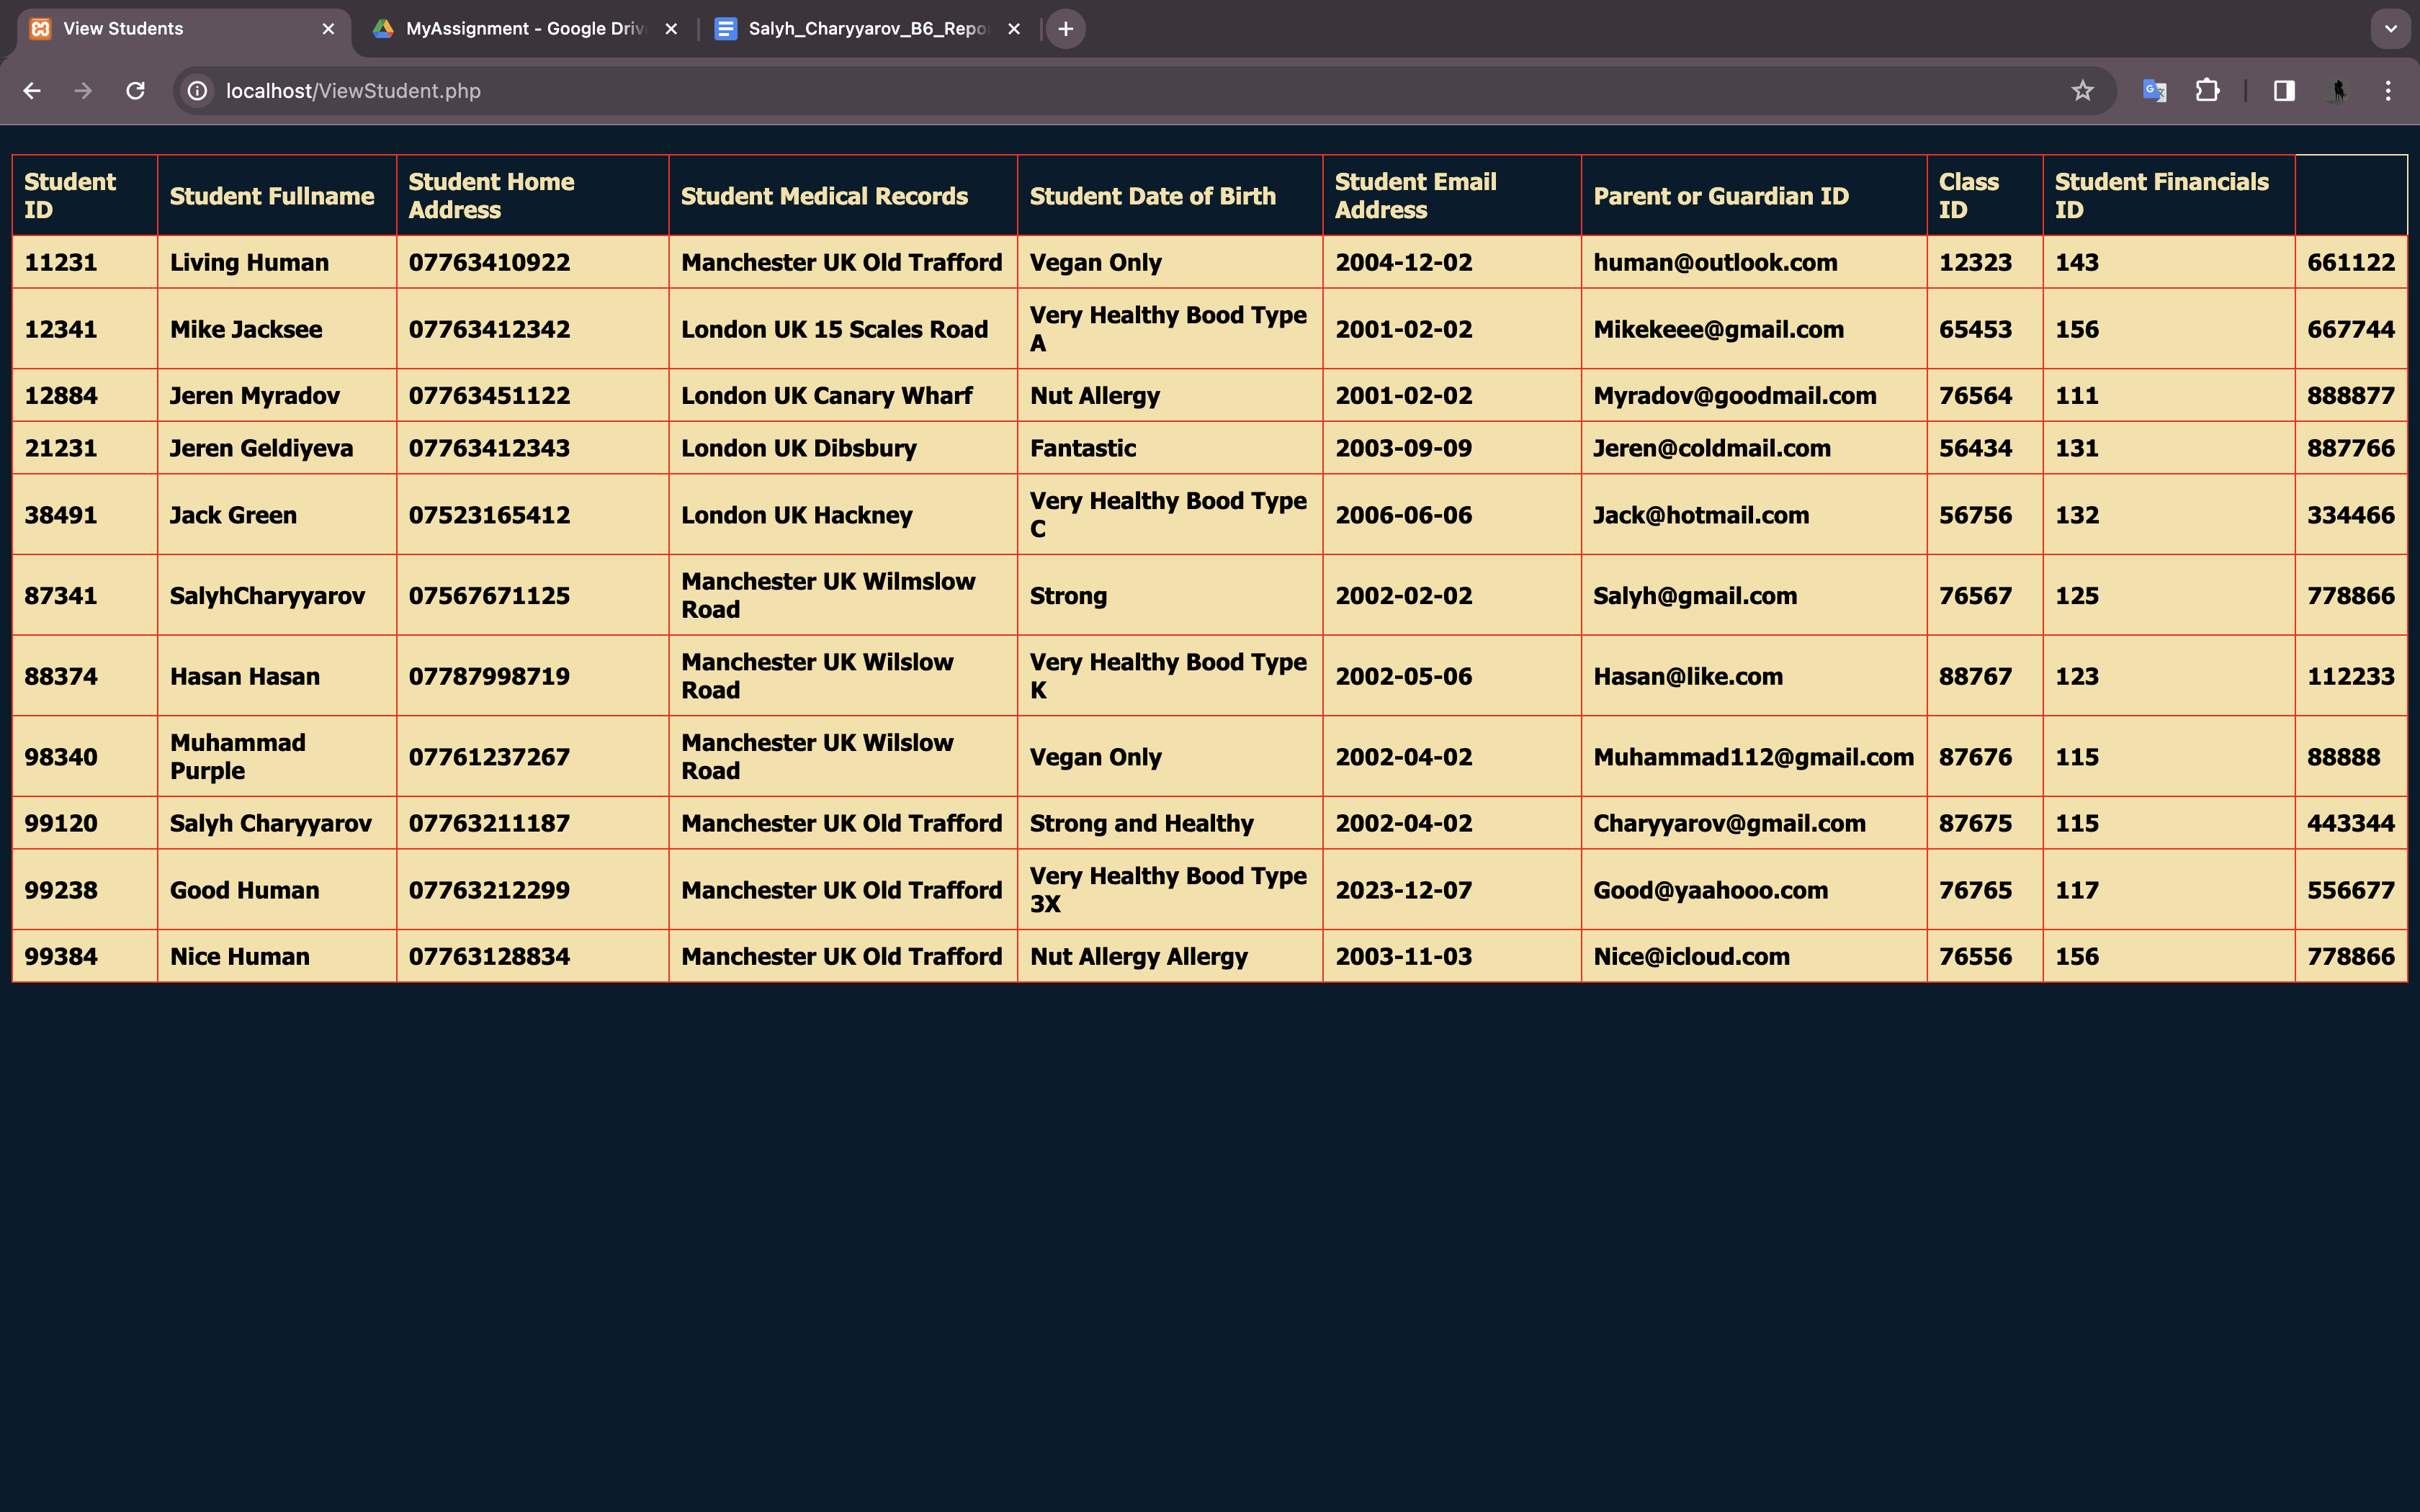 View Students
MyAssignment - Google Driv
Salyh_Charyyarov_B6_Repo
localhost/ViewStudent.php
Student ID Student Fullname Student Home Address Student Medical Records Student Date of Birth Student Email Address Parent or Guardian ID Class ID Student Financials ID
11231 Living Human 07763410922 Manchester UK Old Trafford Vegan Only 2004-12-02 human@outlook.com 12323 143 661122
12341 Mike Jacksee 07763412342 London UK 15 Scales Road Very Healthy Bood Type A 2001-02-02 Mikekeee@gmail.com 65453 156 667744
12884 Jeren Myradov 07763451122 London UK Canary Wharf Nut Allergy 2001-02-02 Myradov@goodmail.com 76564 111 888877
21231 Jeren Geldiyeva 07763412343 London UK Dibsbury Fantastic 2003-09-09 Jeren@coldmail.com 56434 131 887766
38491 Jack Green 07523165412 London UK Hackney Very Healthy Bood Type C 2006-06-06 Jack@hotmail.com 56756 132 334466
87341 SalyhCharyyarov 07567671125 Manchester UK Wilmslow Road Strong 2002-02-02 Salyh@gmail.com 76567 125 778866
88374 Hasan Hasan 07787998719 Manchester UK Wilslow Road Very Healthy Bood Type K 2002-05-06 Hasan@like.com 88767 123 112233
98340 Muhammad Purple 07761237267 Manchester UK Wilslow Road Vegan Only 2002-04-02 Muhammad112@gmail.com 87676 115 88888
99120 Salyh Charyyarov 07763211187 Manchester UK Old Trafford Strong and Healthy 2002-04-02 Charyyarov@gmail.com 87675 115 443344
99238 Good Human 07763212299 Manchester UK Old Trafford Very Healthy Bood Type 3X 2023-12-07 Good@yaahooo.com 76765 117 556677
99384 Nice Human 07763128834 Manchester UK Old Trafford Nut Allergy Allergy 2003-11-03 Nice@icloud.com 76556 156 778866